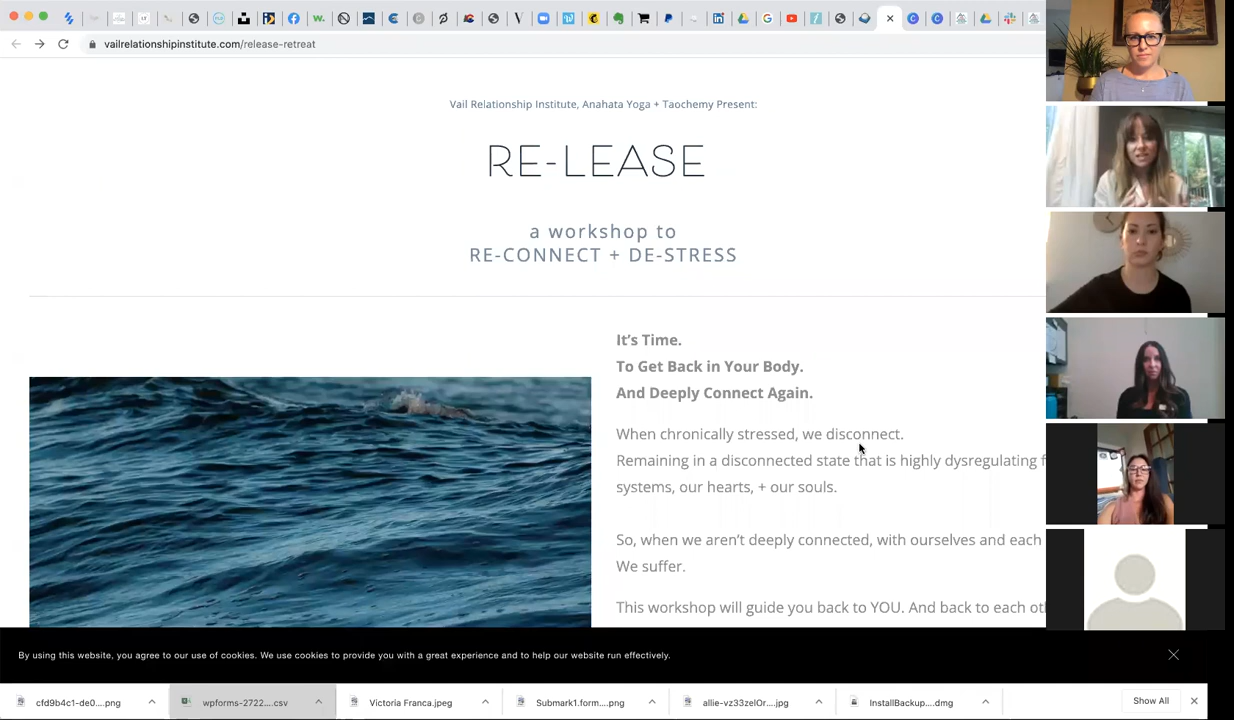 vailrelationshipinstitute.com/release-retreat
Vail Relationship Institute, Anahata Yoga + Taochemy Present:
RE-LEASE
a workshop to
RE-CONNECT + DE-STRESS
It's Time.
To Get Back in Your Body.
And Deeply Connect Again.
When chronically stressed, we disconnect.
Remaining in a disconnected state that is highly dysregulating
systems, our hearts, + our souls.
So, when we aren't deeply connected, with ourselves and each
We suffer.
This workshop will guide you back to YOU. And back to each
By using this website, you agree to our use of cookies. We use cookies to provide you with a great experience and to help our website run effectively.
cfd9b4c1-de0....png
wpforms-2722....csv
Victoria Franca.jpeg
Submark1.form....png
allie-vz33zelOr....jpg
InstallBackup....dmg
Show All